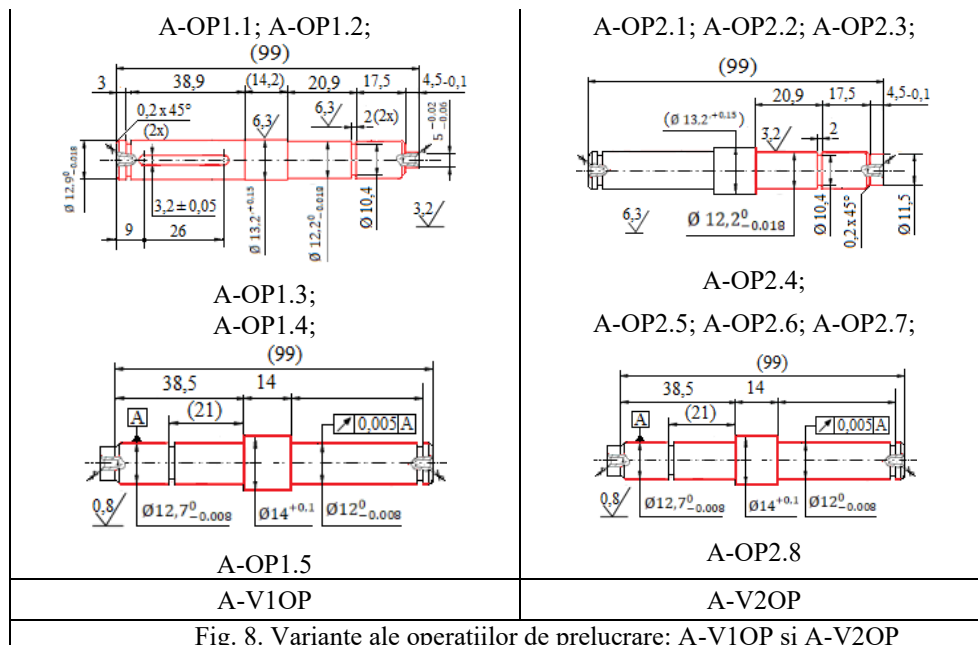 A-OP1.1; A-OP1.2;
(99)
3 38,9 (14,2) 20,9 17,5 4,5-0,1
0,2 x 45°
(2x)
6,3
6,3
2(2x)
5 -0.02 -0.06
Ø 12,9 0 -0.018
3,2 ± 0,05
9 26
Ø 13,2 +0,15
Ø 12,2 0 -0.018
Ø 10,4
3,2
A-OP1.3;
A-OP1.4;
(99)
38,5 14
(21)
A
0,005 A
0,8
Ø12,7 0 -0.008
Ø14 +0.1
Ø12 0 -0.008
A-OP1.5
A-V1OP
A-OP2.1; A-OP2.2; A-OP2.3;
(99)
20,9 17,5 4,5-0,1
(Ø 13,2 +0,15)
3,2
2
6,3
Ø 12,2 0 -0.018
Ø 10,4
0,2 x 45°
Ø 11,5
A-OP2.4;
A-OP2.5; A-OP2.6; A-OP2.7;
(99)
38,5 14
(21)
A
0,005 A
0,8
Ø12,7 0 -0.008
Ø14 +0.1
Ø12 0 -0.008
A-OP2.8
A-V2OP
Fig. 8. Variante ale operațiilor de prelucrare: A-V1OP și A-V2OP